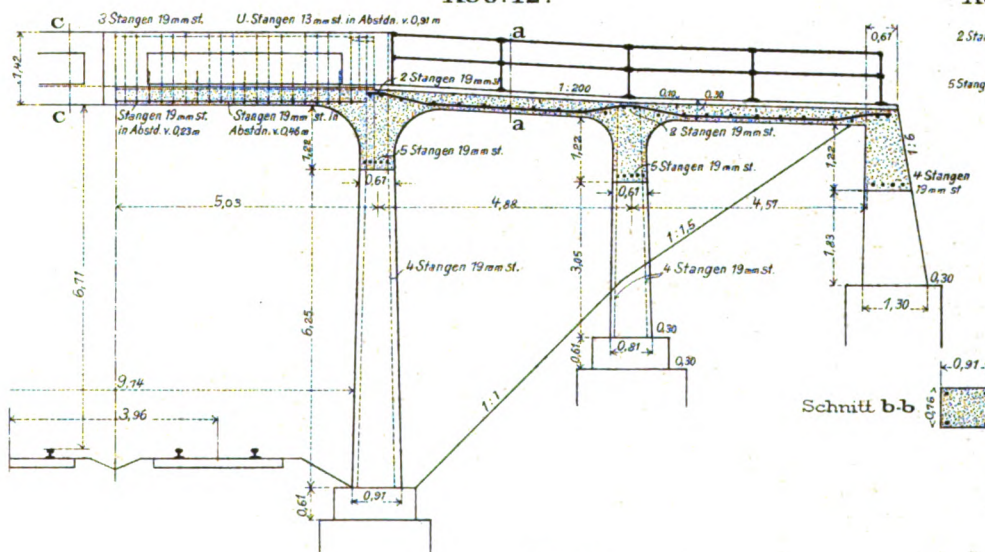 3 Stangen 19 mm st.
U-Stangen 13 mm st. in Abstdn. v. 0,91 m
c
a
0,61
2 Stan
1,42
2 Stangen 19 mm st
1:200
0,10
0,30
5 Stang
c
Stangen 19 mm st.
in Abstd. v. 0,23 m
Stangen 19 mm st. in
Abstdn. v. 0,46 m
a
2 Stangen 19 mm st.
1:6
1,22
5 Stangen 19 mm st.
1,22
5 Stangen 19 mm st.
1,22
4 Stangen
19 mm st
0,61
0,61
5,03
4,88
4,57
1:1,5
6,71
4 Stangen 19 mm st.
3,05
4 Stangen 19 mm st.
1,83
0,30
1,30
6,25
0,30
0,81
0,61
0,30
9,14
0,91
3,96
1:1
Schnitt b-b
0,76
0,61
0,91